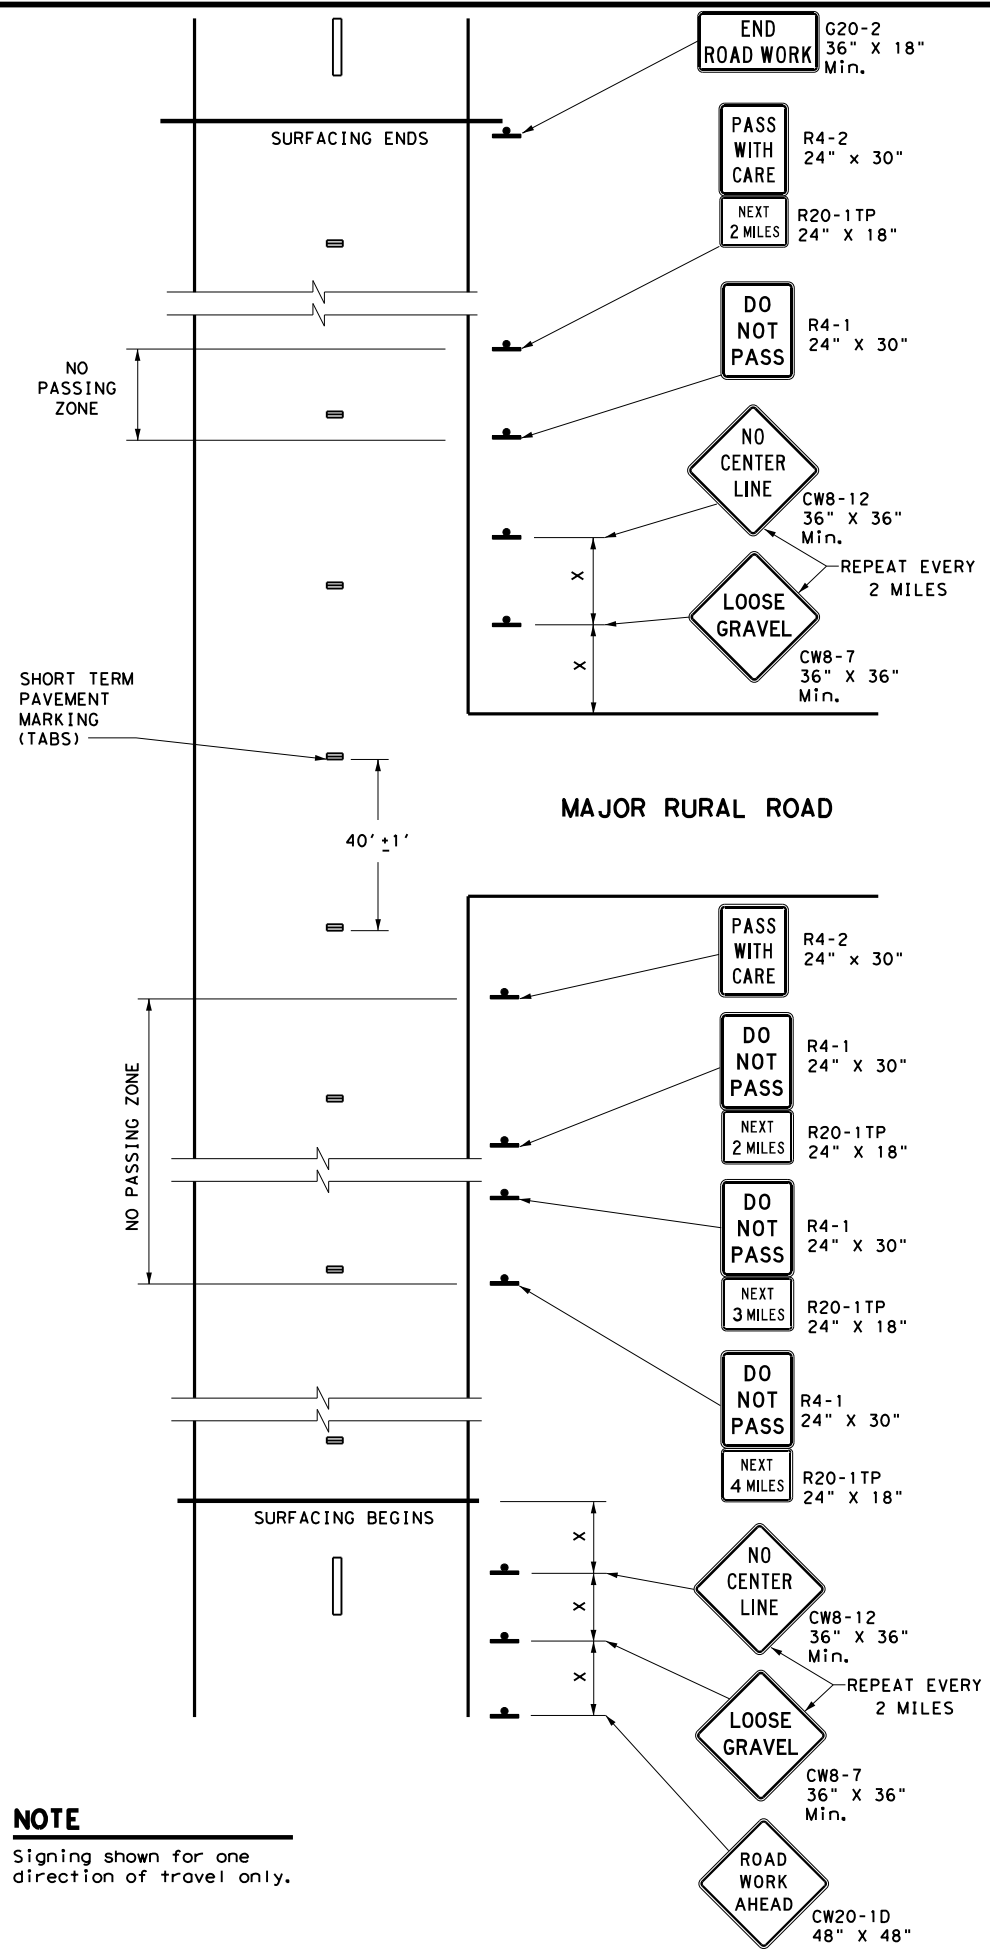 END
ROAD WORK
G20-2
36" X 18"
Min.
SURFACING ENDS
PASS
WITH
CARE
R4-2
24" x 30"
NEXT
2 MILES
R20-1TP
24" X 18"
DO
NOT
PASS
R4-1
24" X 30"
NO
PASSING
ZONE
NO
CENTER
LINE
CW8-12
36" X 36"
Min.
X
REPEAT EVERY
2 MILES
LOOSE
GRAVEL
CW8-7
36" X 36"
Min.
X
SHORT TERM
PAVEMENT
MARKING
(TABS)
40' ±1'
MAJOR RURAL ROAD
PASS
WITH
CARE
R4-2
24" x 30"
DO
NOT
PASS
R4-1
24" X 30"
NEXT
2 MILES
R20-1TP
24" X 18"
NO PASSING ZONE
DO
NOT
PASS
R4-1
24" X 30"
NEXT
3 MILES
R20-1TP
24" X 18"
DO
NOT
PASS
R4-1
24" X 30"
NEXT
4 MILES
R20-1TP
24" X 18"
SURFACING BEGINS
X
NO
CENTER
LINE
CW8-12
36" X 36"
Min.
X
X
REPEAT EVERY
2 MILES
LOOSE
GRAVEL
CW8-7
36" X 36"
Min.
ROAD
WORK
AHEAD
CW20-1D
48" X 48"
NOTE
Signing shown for one
direction of travel only.